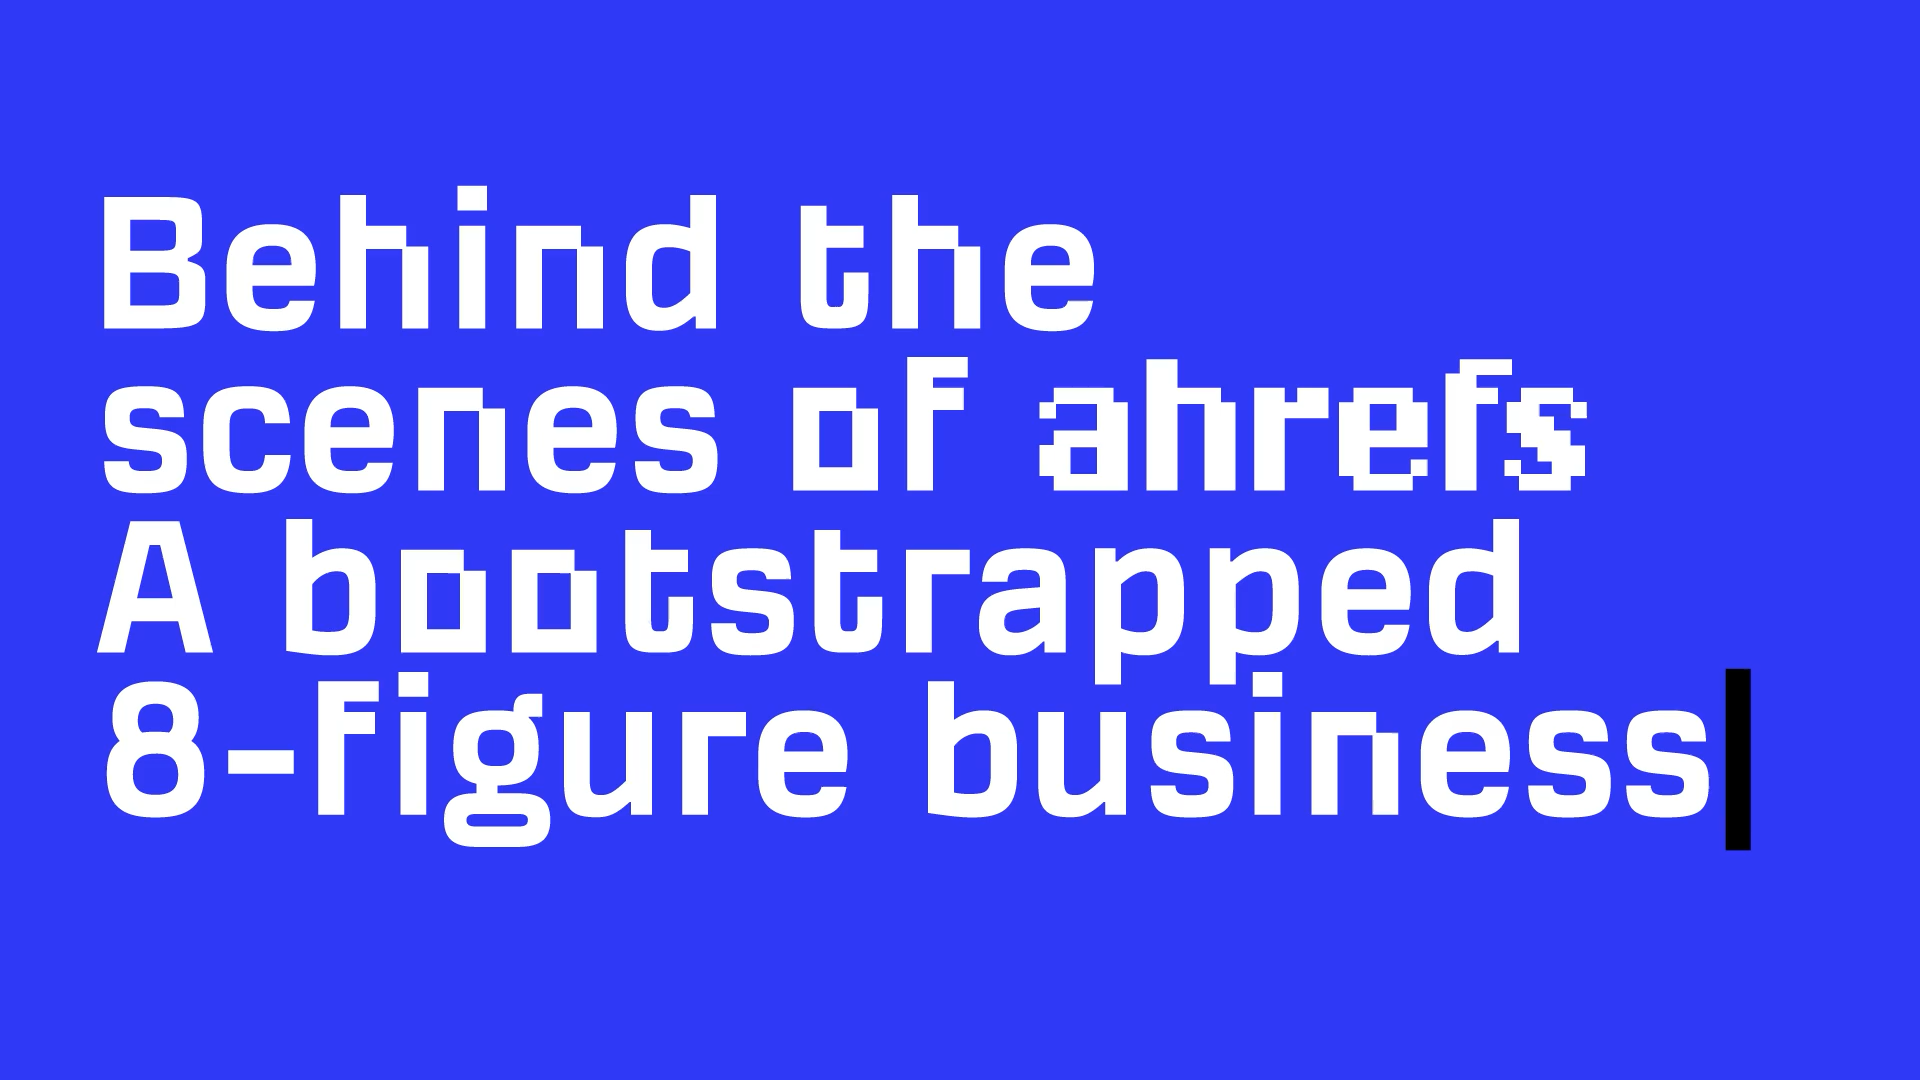 Behind the
scenes of ahrefs
A bootstrapped
8-figure business